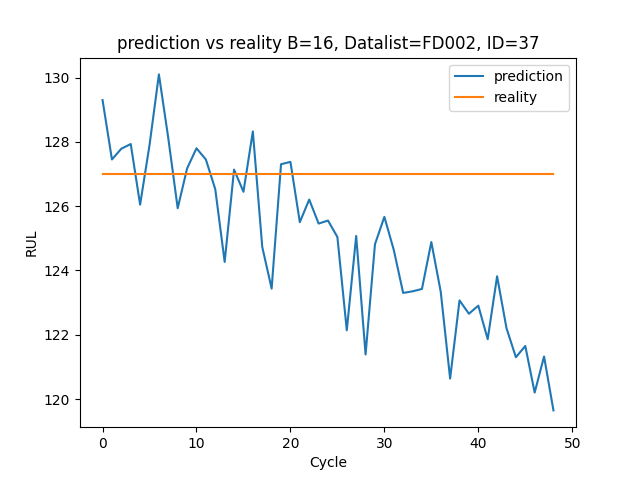 prediction vs reality B=16, Datalist=FD002, ID=37
prediction
reality
RUL
130
128
126
124
122
120
0 10 20 30 40 50
Cycle